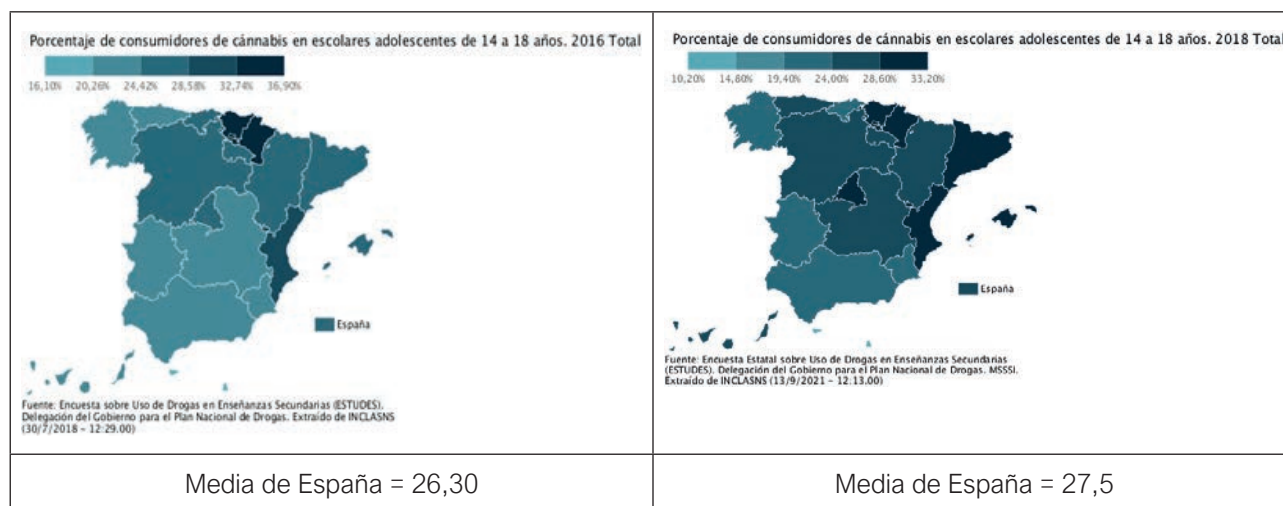 Porcentaje de consumidores de cánnabis en escolares adolescentes de 14 a 18 años. 2016 Total
16,10% 20,26% 24,42% 28,58% 32,74% 36,90%
España
Fuente: Encuesta sobre Uso de Drogas en Enseñanzas Secundarias (ESTUDES).
Delegación del Gobierno para el Plan Nacional de Drogas. Extraído de INCLASNS
(30/7/2018 - 12:29.00)
Media de España = 26,30
Porcentaje de consumidores de cánnabis en escolares adolescentes de 14 a 18 años. 2018 Total
10,20% 14,80% 19,40% 24,00% 28,60% 33,20%
España
Fuente: Encuesta Estatal sobre Uso de Drogas en Enseñanzas Secundarias
(ESTUDES). Delegación del Gobierno para el Plan Nacional de Drogas. MSSSI.
Extraído de INCLASNS (13/9/2021 - 12:13.00)
Media de España = 27,5